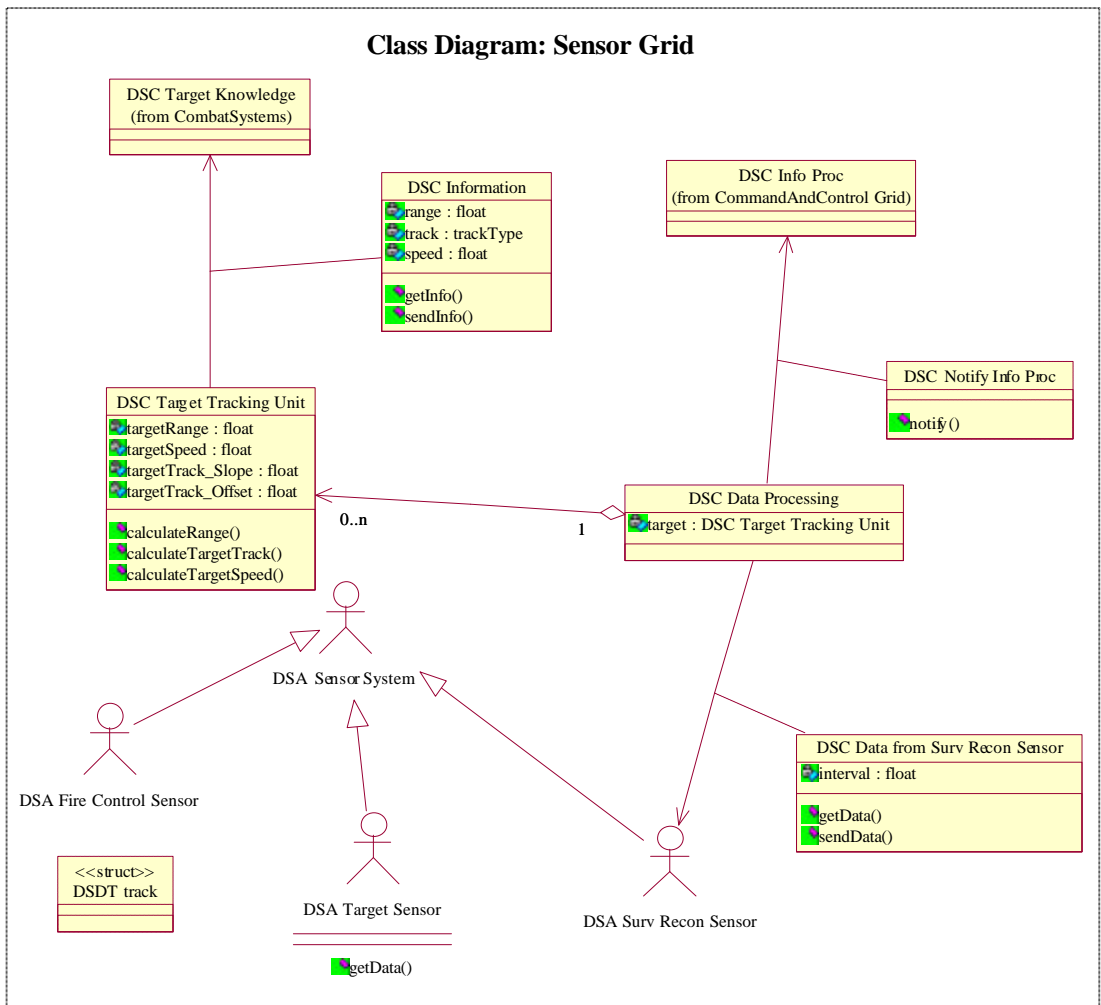 Class Diagram: Sensor Grid
DSC Target Knowledge
(from CombatSystems)
DSC Information
range : float
track : trackType
speed : float
getInfo()
sendInfo()
DSC Info Proc
(from CommandAndControl Grid)
DSC Notify Info Proc
notify()
DSC Target Tracking Unit
targetRange : float
targetSpeed : float
targetTrack_Slope : float
targetTrack_Offset : float
calculateRange()
calculateTargetTrack()
calculateTargetSpeed()
0..n
1
DSC Data Processing
target : DSC Target Tracking Unit
DSA Sensor System
DSA Fire Control Sensor
DSC Data from Surv Recon Sensor
interval : float
getData()
sendData()
<<struct>>
DSDT track
DSA Target Sensor
getData()
DSA Surv Recon Sensor